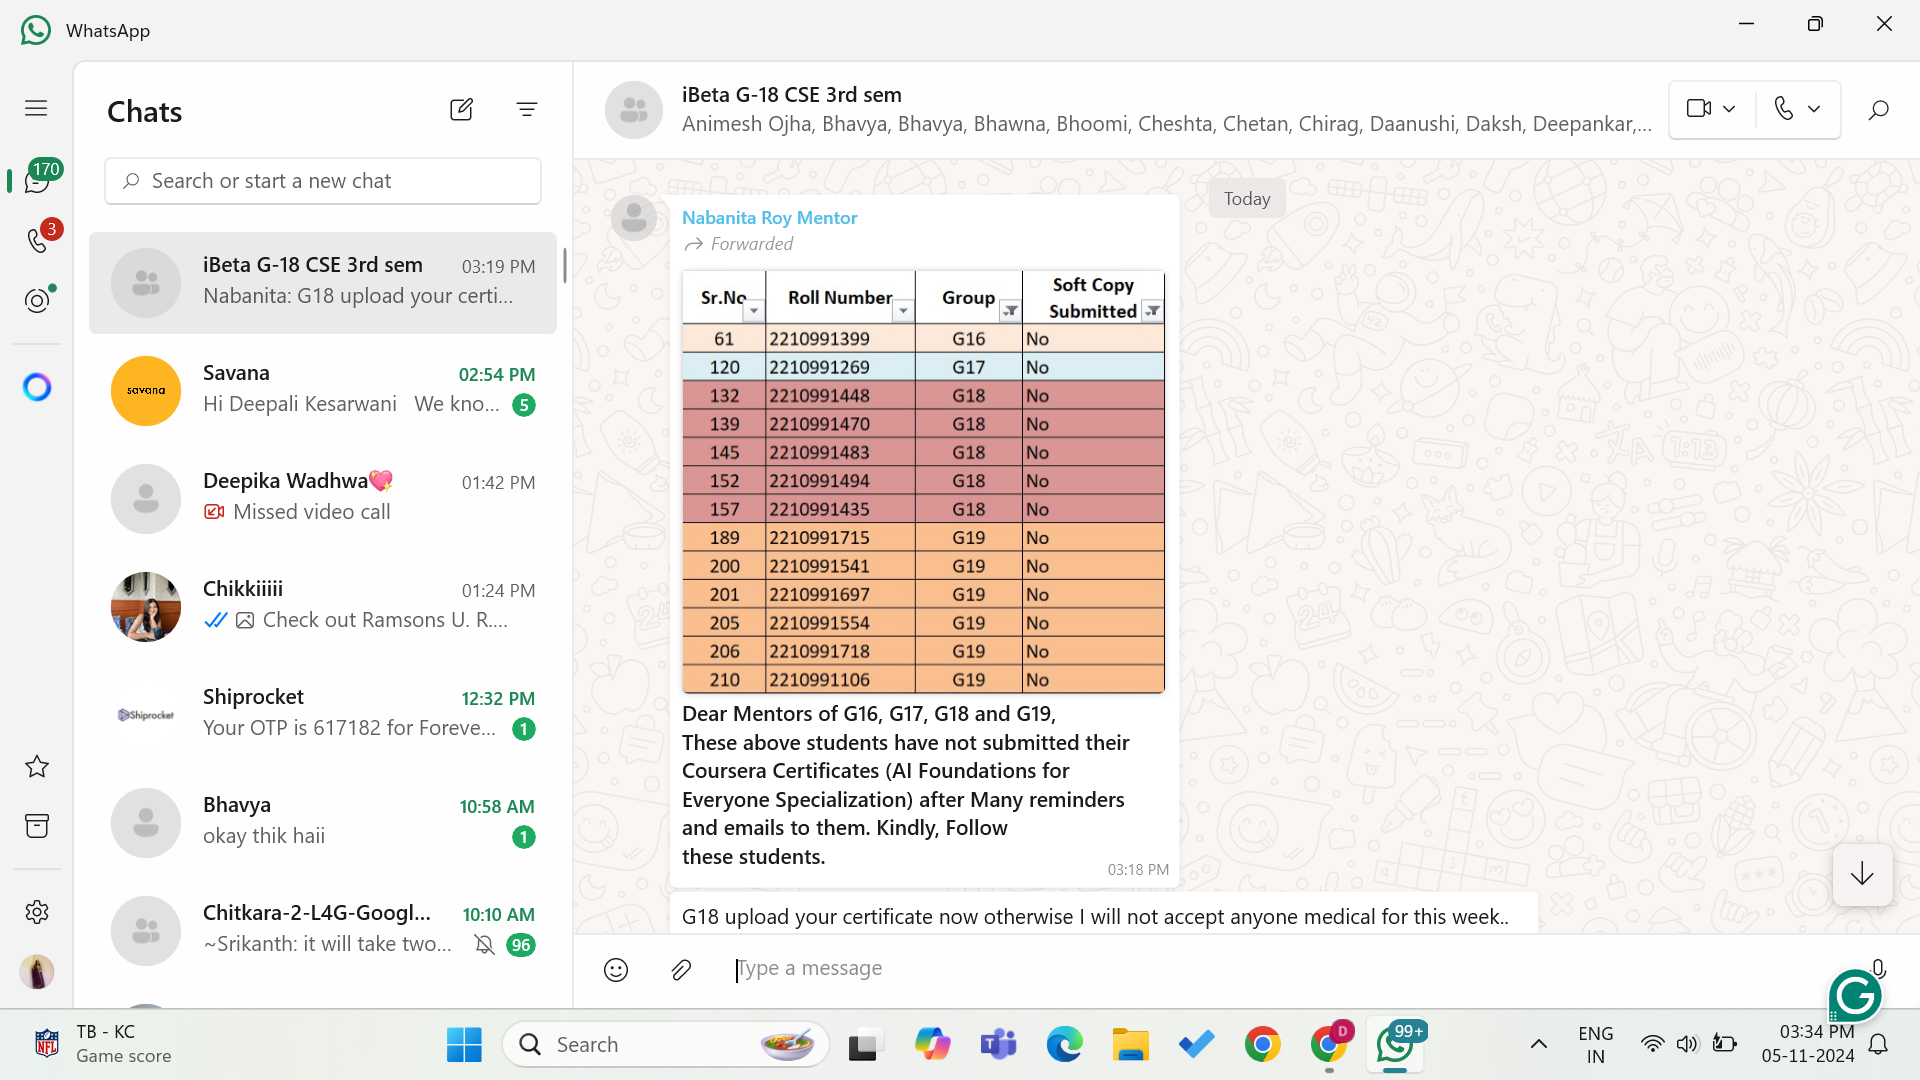 WhatsApp
170
3
Chats
Search or start a new chat
iBeta G-18 CSE 3rd sem 03:19 PM
Nabanita: G18 upload your certi...
savana
Savana 02:54 PM
Hi Deepali Kesarwani We kno... 5
Deepika Wadhwa💖 01:42 PM
Missed video call
Chikkiiiii 01:24 PM
Check out Ramsons U. R....
Shiprocket
Shiprocket 12:32 PM
Your OTP is 617182 for Foreve... 1
Bhavya 10:58 AM
okay thik haii 1
Chitkara-2-L4G-Googl... 10:10 AM
~Srikanth: it will take two... 96
iBeta G-18 CSE 3rd sem
Animesh Ojha, Bhavya, Bhavya, Bhawna, Bhoomi, Cheshta, Chetan, Chirag, Daanushi, Daksh, Deepankar,...
Today
Nabanita Roy Mentor
Forwarded
Sr.No Roll Number Group Soft Copy Submitted
61 2210991399 G16 No
120 2210991269 G17 No
132 2210991448 G18 No
139 2210991470 G18 No
145 2210991483 G18 No
152 2210991494 G18 No
157 2210991435 G18 No
189 2210991715 G19 No
200 2210991541 G19 No
201 2210991697 G19 No
205 2210991554 G19 No
206 2210991718 G19 No
210 2210991106 G19 No
Dear Mentors of G16, G17, G18 and G19,
These above students have not submitted their
Coursera Certificates (AI Foundations for
Everyone Specialization) after Many reminders
and emails to them. Kindly, Follow
these students.
03:18 PM
G18 upload your certificate now otherwise I will not accept anyone medical for this week..
Type a message
TB - KC
Game score
Search
D
99+
ENG
IN
03:34 PM
05-11-2024